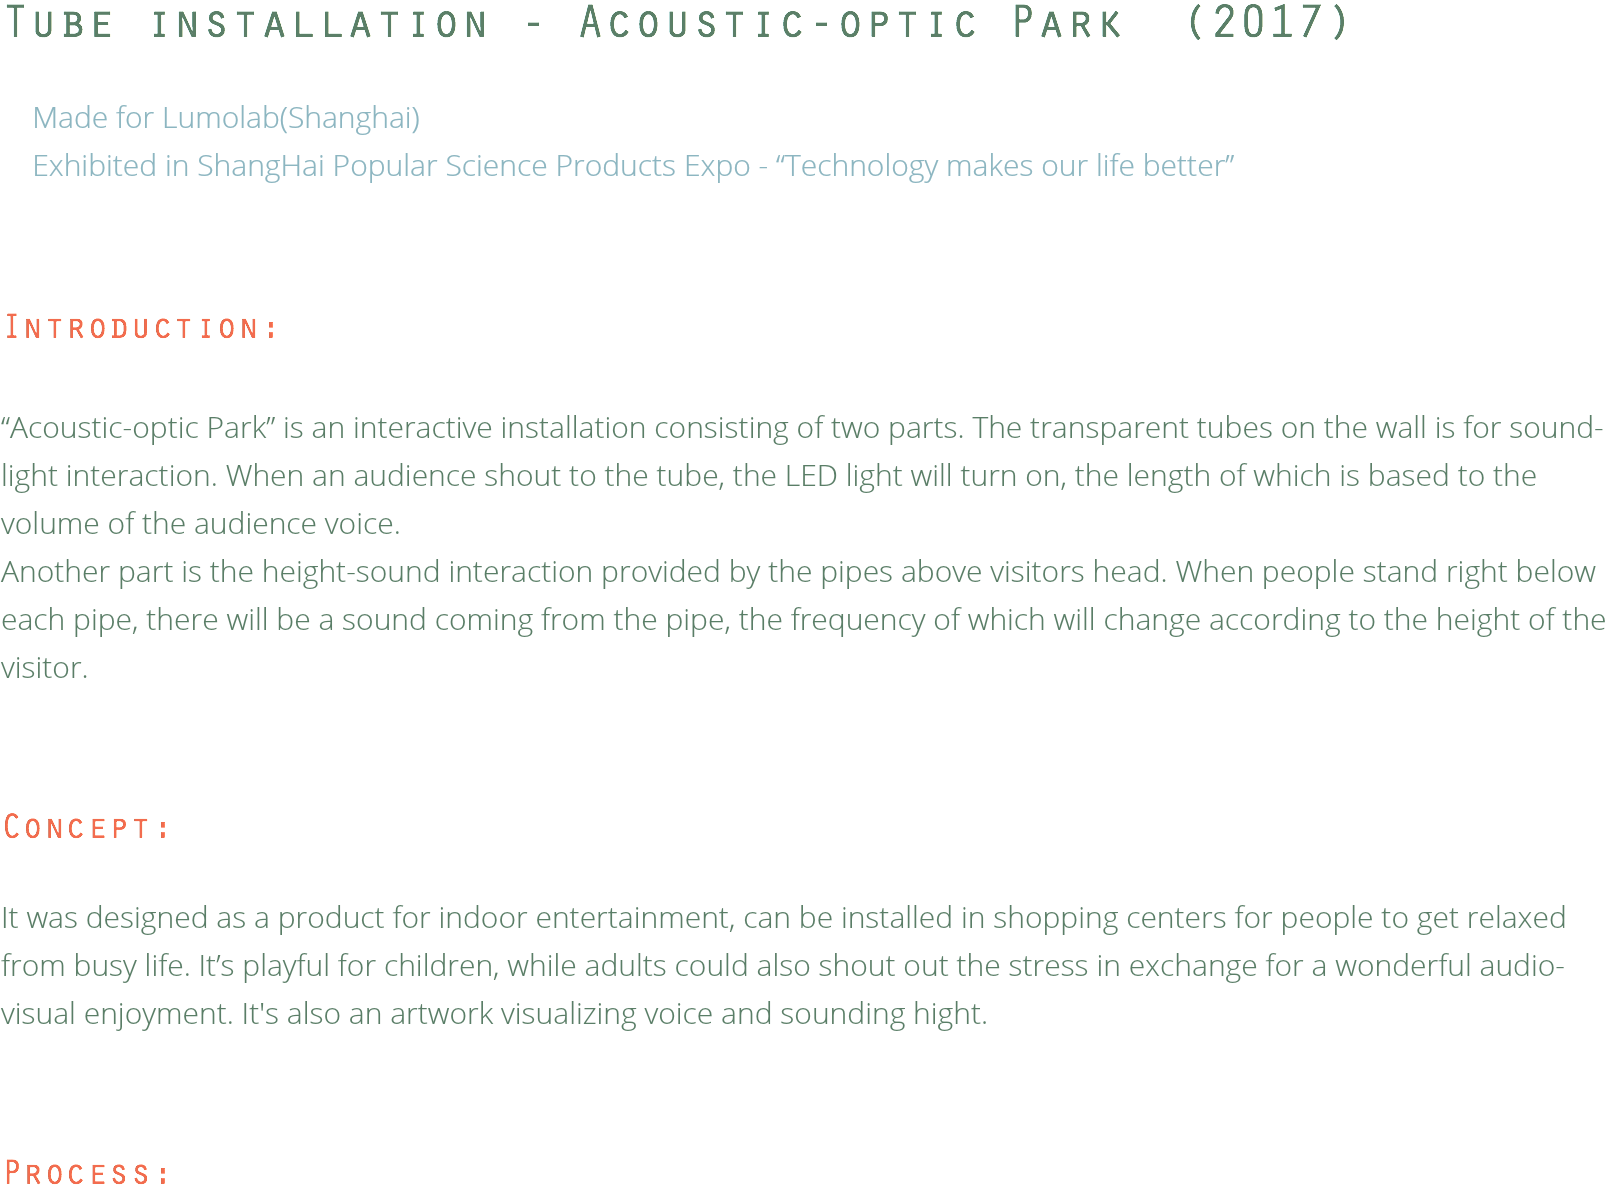 Tube installation - Acoustic-optic Park (2017)
Made for Lumolab(Shanghai)
Exhibited in ShangHai Popular Science Products Expo - “Technology makes our life better”
Introduction:
“Acoustic-optic Park” is an interactive installation consisting of two parts. The transparent tubes on the wall is for sound-
light interaction. When an audience shout to the tube, the LED light will turn on, the length of which is based to the
volume of the audience voice.
Another part is the height-sound interaction provided by the pipes above visitors head. When people stand right below
each pipe, there will be a sound coming from the pipe, the frequency of which will change according to the height of the
visitor.
Concept:
It was designed as a product for indoor entertainment, can be installed in shopping centers for people to get relaxed
from busy life. It’s playful for children, while adults could also shout out the stress in exchange for a wonderful audio-
visual enjoyment. It's also an artwork visualizing voice and sounding hight.
Process: